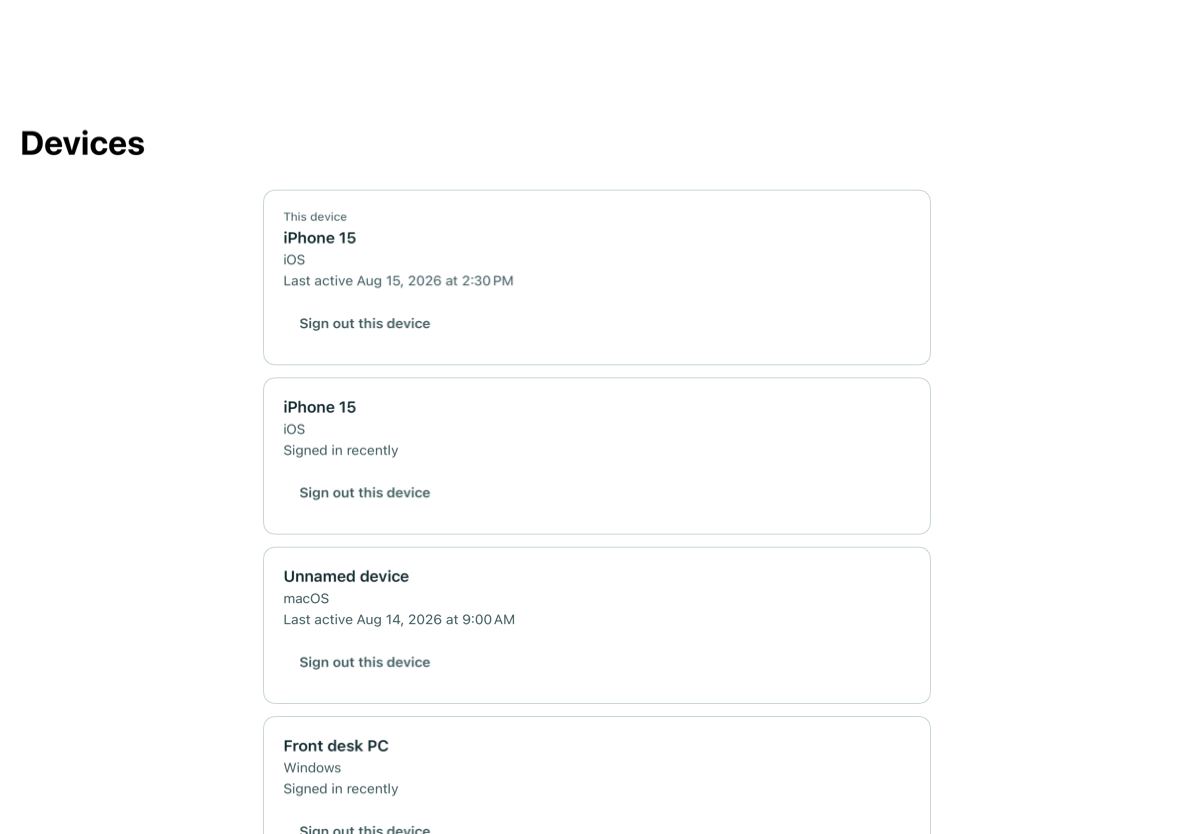 Devices
This device
iPhone 15
iOS
Last active Aug 15, 2026 at 2:30 PM
Sign out this device
iPhone 15
iOS
Signed in recently
Sign out this device
Unnamed device
macOS
Last active Aug 14, 2026 at 9:00 AM
Sign out this device
Front desk PC
Windows
Signed in recently
Sign out this device